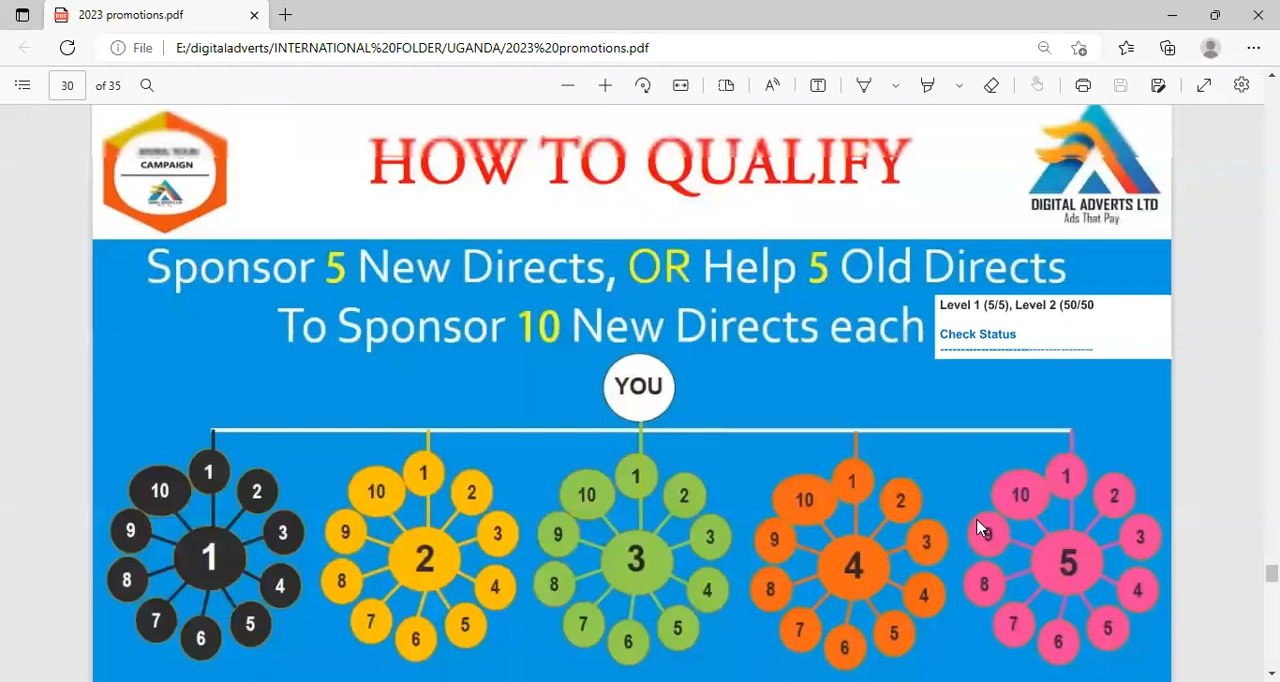 2023 promotions.pdf
File
E:/digitaladverts/INTERNATIONAL%20FOLDER/UGANDA/2023%20promotions.pdf
30
of 35
CAMPAIGN
HOW TO QUALIFY
DIGITAL ADVERTS LTD
Ads That Pay
Sponsor 5 New Directs, OR Help 5 Old Directs
To Sponsor 10 New Directs each
Level 1 (5/5), Level 2 (50/50
Check Status
YOU
1
1 2 3 4 5 6 7 8 9 10
2
1 2 3 4 5 6 7 8 9 10
3
1 2 3 4 5 6 7 8 9 10
4
1 2 3 4 5 6 7 8 9 10
5
1 2 3 4 5 6 7 8 9 10